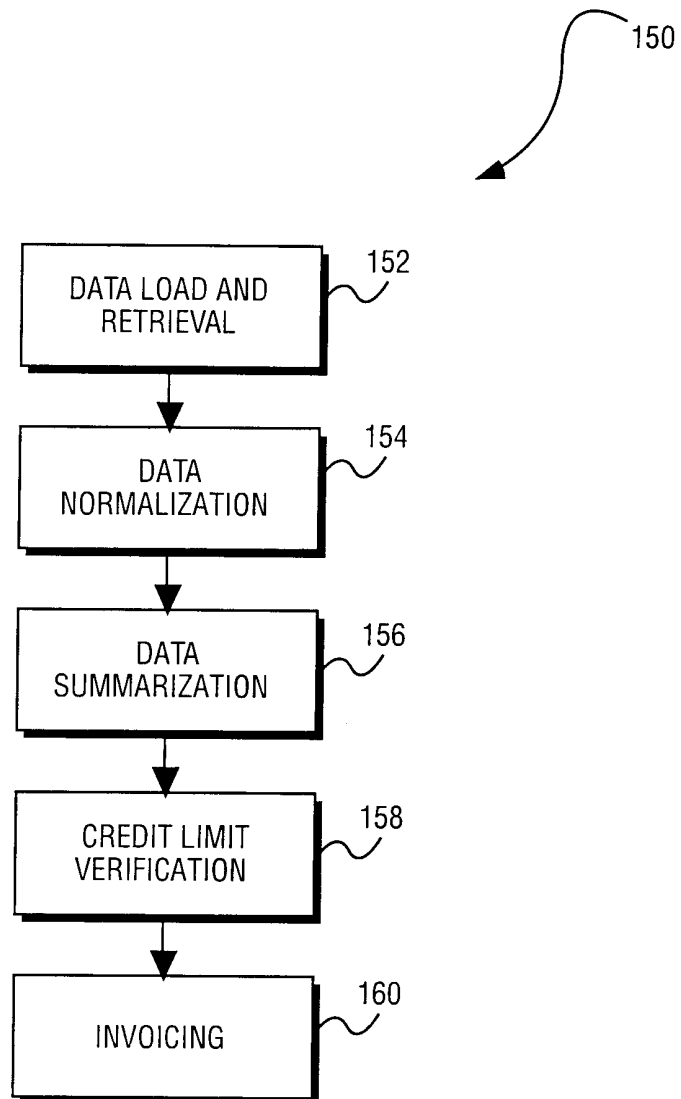 150
DATA LOAD AND
RETRIEVAL
152
DATA
NORMALIZATION
154
DATA
SUMMARIZATION
156
CREDIT LIMIT
VERIFICATION
158
INVOICING
160